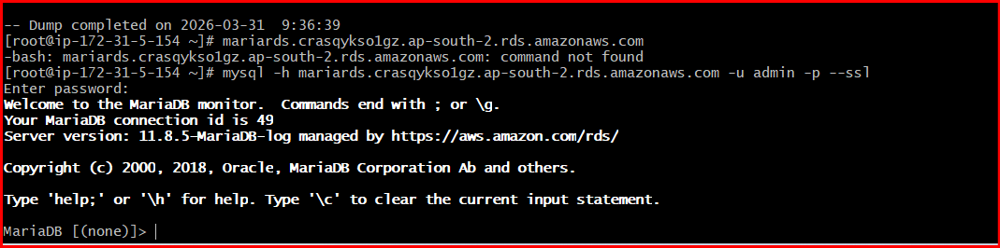 -- Dump completed on 2026-03-31  9:36:39
[root@ip-172-31-5-154 ~]# mariards.crasqykso1gz.ap-south-2.rds.amazonaws.com
-bash: mariards.crasqykso1gz.ap-south-2.rds.amazonaws.com: command not found
[root@ip-172-31-5-154 ~]# mysql -h mariards.crasqykso1gz.ap-south-2.rds.amazonaws.com -u admin -p --ssl
Enter password:
Welcome to the MariaDB monitor.  Commands end with ; or \g.
Your MariaDB connection id is 49
Server version: 11.8.5-MariaDB-log managed by https://aws.amazon.com/rds/
Copyright (c) 2000, 2018, Oracle, MariaDB Corporation Ab and others.
Type 'help;' or '\h' for help. Type '\c' to clear the current input statement.
MariaDB [(none)]>